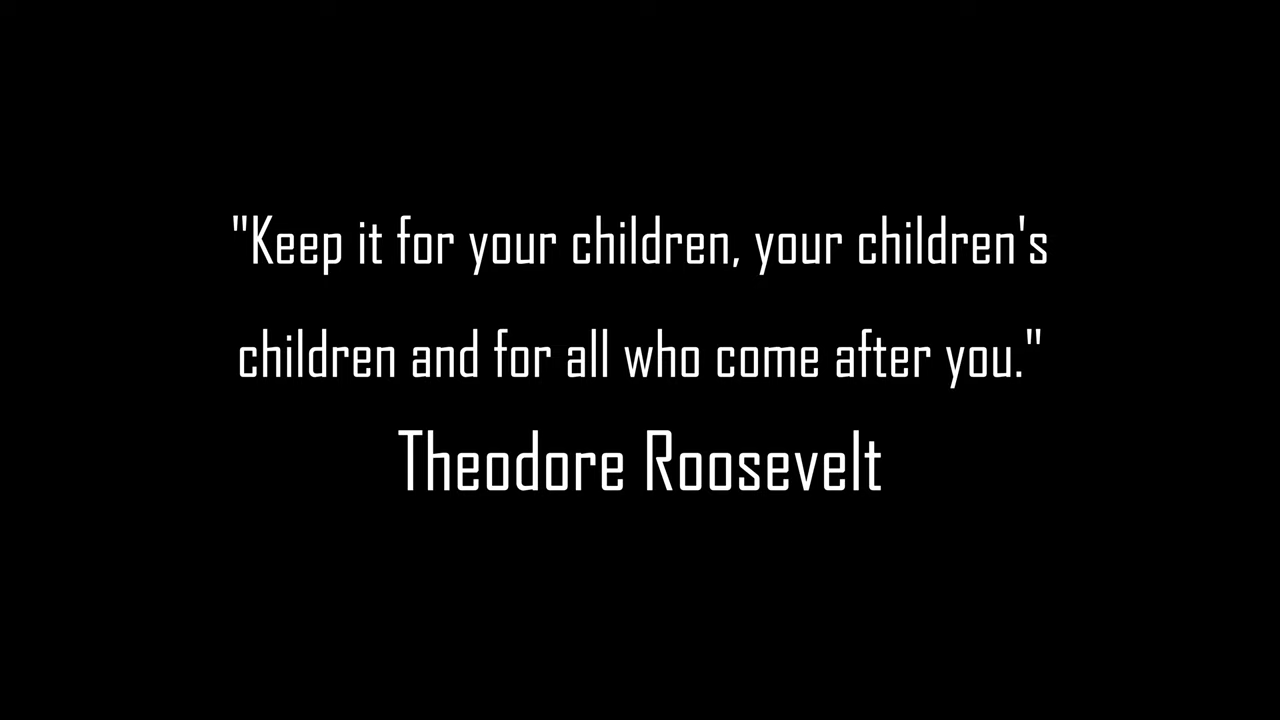 "Keep it for your children, your children's
children and for all who come after you."
Theodore Roosevelt